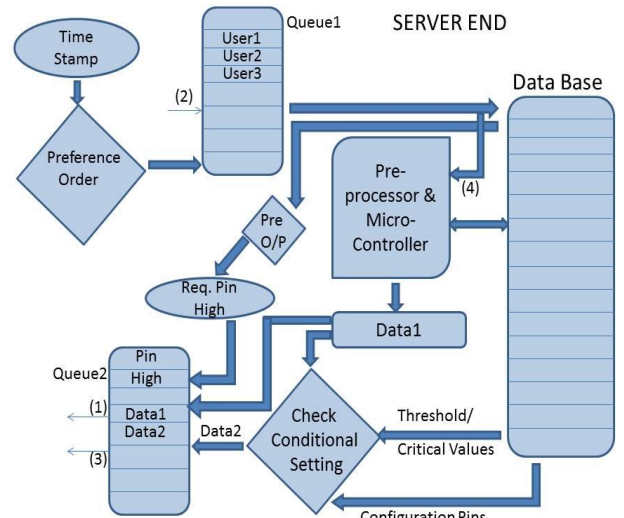 Queue1
SERVER END
Time
Stamp
User1
User2
User3
Data Base
(2)
Preference
Order
Pre-
processor &
Micro-
Controller
(4)
Pre
O/P
Req. Pin
High
Data1
Pin
Queue2
High
(1)
Data1
Data2
(3)
Data2
Check
Conditional
Setting
Threshold/
Critical Values
Configuration Pins